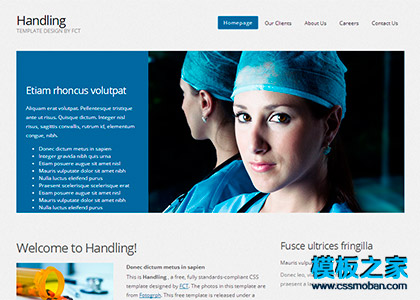 Handling
TEMPLATE DESIGN BY FCT
Homepage
Our Clients
About Us
Careers
Contact Us
Etiam rhoncus volutpat
Aliquam erat volutpat. Pellentesque tristique
ante ut risus. Quisque dictum. Integer nisl
risus, sagittis convallis, rutrum id, elementum
congue, nibh.
Donec dictum metus in sapien
Integer gravida nibh quis urna
Etiam posuere augue sit amet nisl
Mauris vulputate dolor sit amet nibh
Nulla luctus eleifend purus
Praesent scelerisque scelerisque erat
Etiam posuere augue sit amet nisl
Mauris vulputate dolor sit amet nibh
Nulla luctus eleifend purus
Welcome to Handling!
Donec dictum metus in sapien
This is Handling , a free, fully standards-compliant CSS
template designed by FCT. The photos in this template are
from Fotogrph. This free template is released under a
Fusce ultrices fringilla
Mauris vulputate
Donec leo,
模板之家
www.cssmoban.com